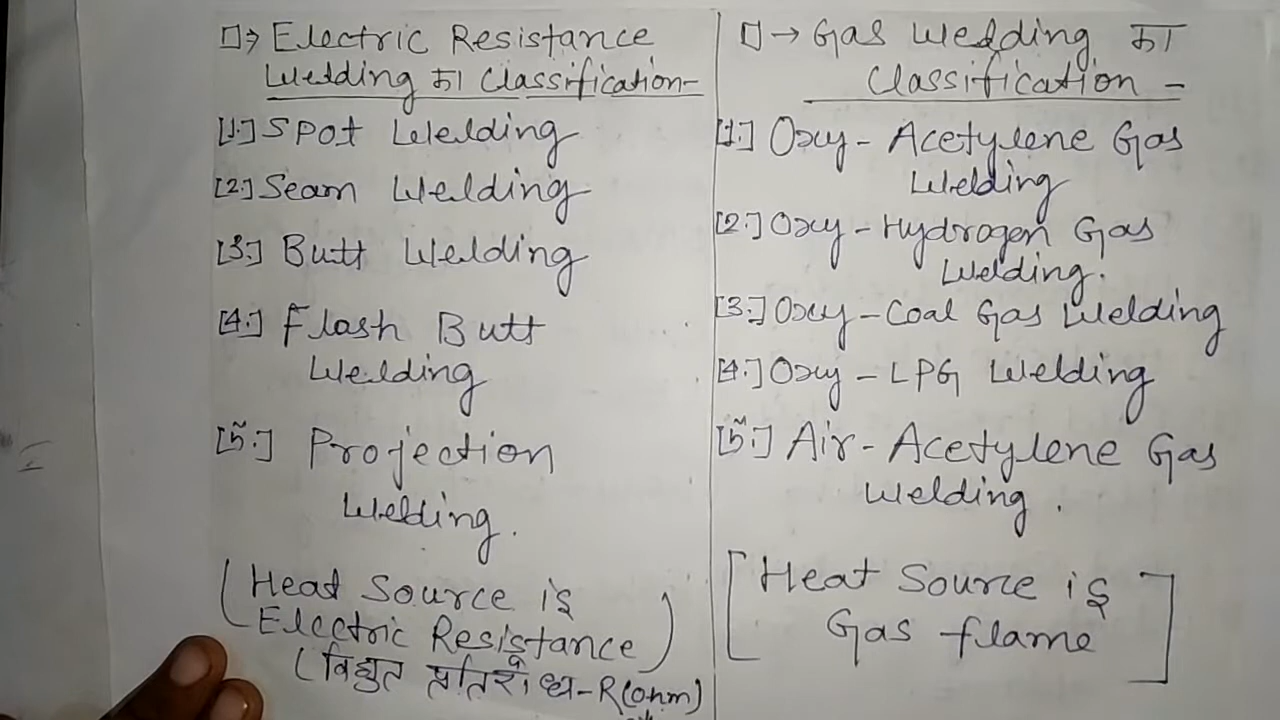 □→ Electric Resistance
Welding का Classification-
[1.] Spot Welding
[2.] Seam Welding
[3.] Butt Welding
[4.] Flash Butt
Welding
[5.] Projection
Welding.
(Heat Source is
Electric Resistance)
(विद्युत प्रतिरोध-R(ohm)
□→ Gas Welding का
Classification -
[1.] Oxy-Acetylene Gas
Welding
[2.] Oxy-Hydrogen Gas
Welding.
[3.] Oxy-Coal Gas Welding
[4.] Oxy-LPG Welding
[5.] Air-Acetylene Gas
Welding.
[Heat Source is
Gas flame]